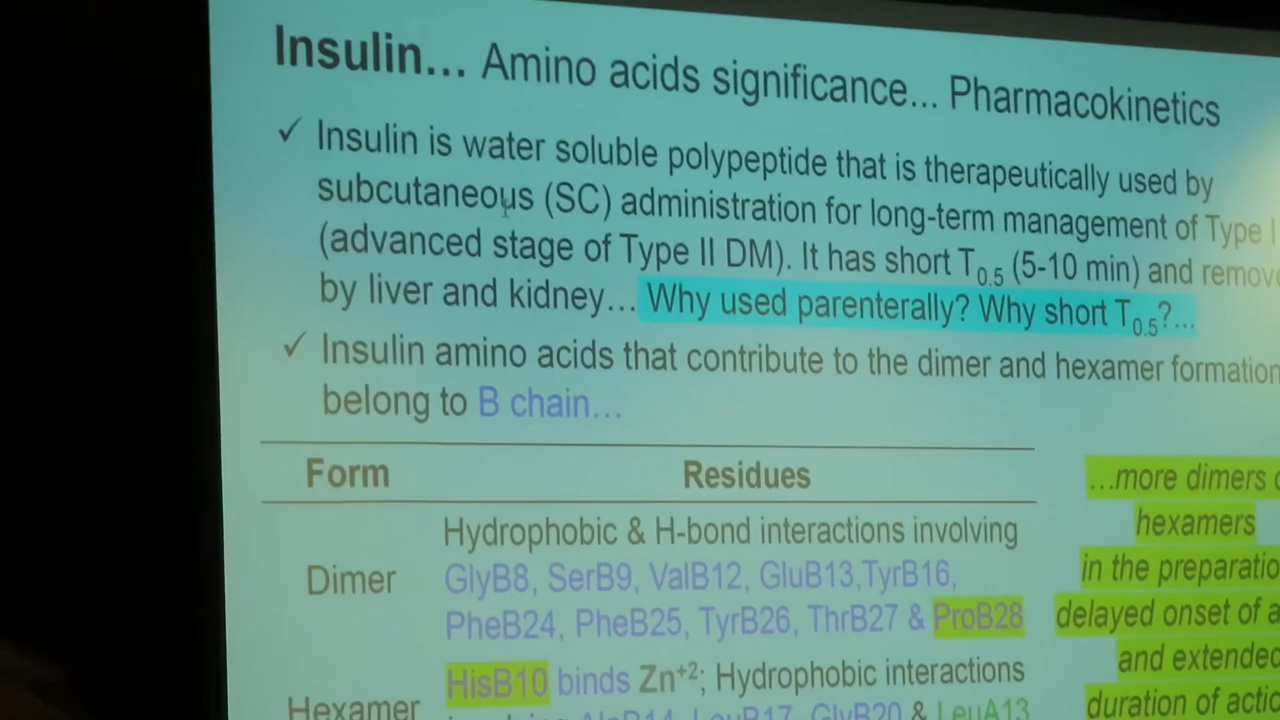 Insulin... Amino acids significance... Pharmacokinetics
✓ Insulin is water soluble polypeptide that is therapeutically used by
subcutaneous (SC) administration for long-term management of Type I
(advanced stage of Type II DM). It has short T0.5 (5-10 min) and remove
by liver and kidney... Why used parenterally? Why short T0.5?...
✓ Insulin amino acids that contribute to the dimer and hexamer formation
belong to B chain...
Form Residues
Dimer
Hydrophobic & H-bond interactions involving
GlyB8, SerB9, ValB12, GluB13,TyrB16,
PheB24, PheB25, TyrB26, ThrB27 & ProB28
Hexamer
HisB10 binds Zn+2; Hydrophobic interactions
LeuB17, GlyB20 & LeuA13
...more dimers
hexamers
in the preparatio
delayed onset of a
and extended
duration of actio